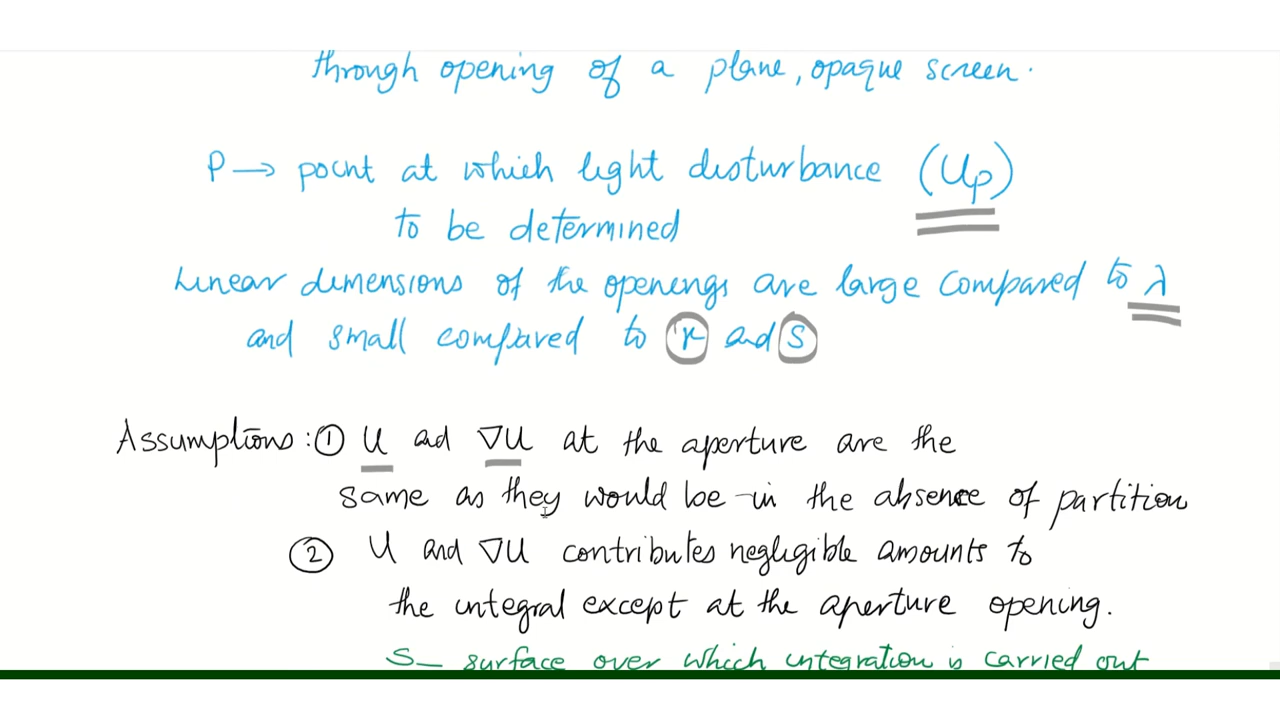 through opening of a plane, opaque screen.
P → point at which light disturbance (Up)
to be determined
Linear dimensions of the openings are large compared to λ
and small compared to r and s
Assumptions: ① U and ∇U at the aperture are the
same as they would be in the absence of partition
② U and ∇U contributes negligible amounts to
the integral except at the aperture opening.
S_ surface over which integration is carried out